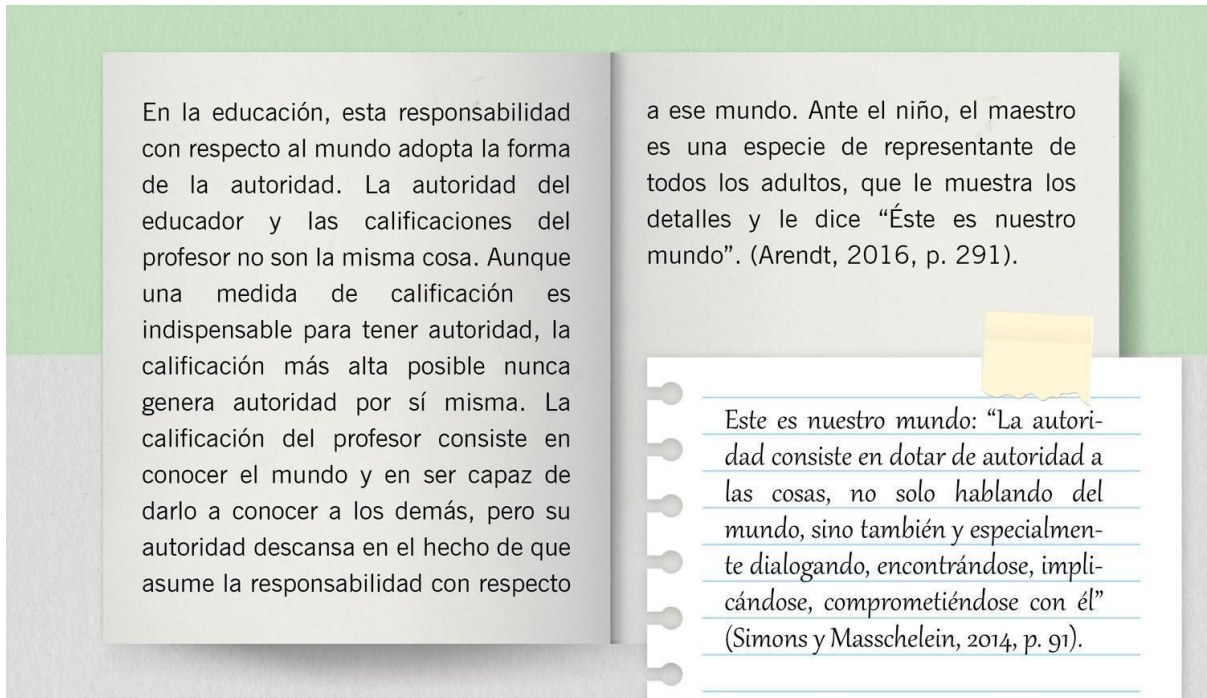 En la educación, esta responsabilidad
con respecto al mundo adopta la forma
de la autoridad. La autoridad del
educador y las calificaciones del
profesor no son la misma cosa. Aunque
una medida de calificación es
indispensable para tener autoridad, la
calificación más alta posible nunca
genera autoridad por sí misma. La
calificación del profesor consiste en
conocer el mundo y en ser capaz de
darlo a conocer a los demás, pero su
autoridad descansa en el hecho de que
asume la responsabilidad con respecto
a ese mundo. Ante el niño, el maestro
es una especie de representante de
todos los adultos, que le muestra los
detalles y le dice “Éste es nuestro
mundo”. (Arendt, 2016, p. 291).
Este es nuestro mundo: “La autori-
dad consiste en dotar de autoridad a
las cosas, no solo hablando del
mundo, sino también y especialmen-
te dialogando, encontrándose, impli-
cándose, comprometiéndose con él”
(Simons y Masschelein, 2014, p. 91).